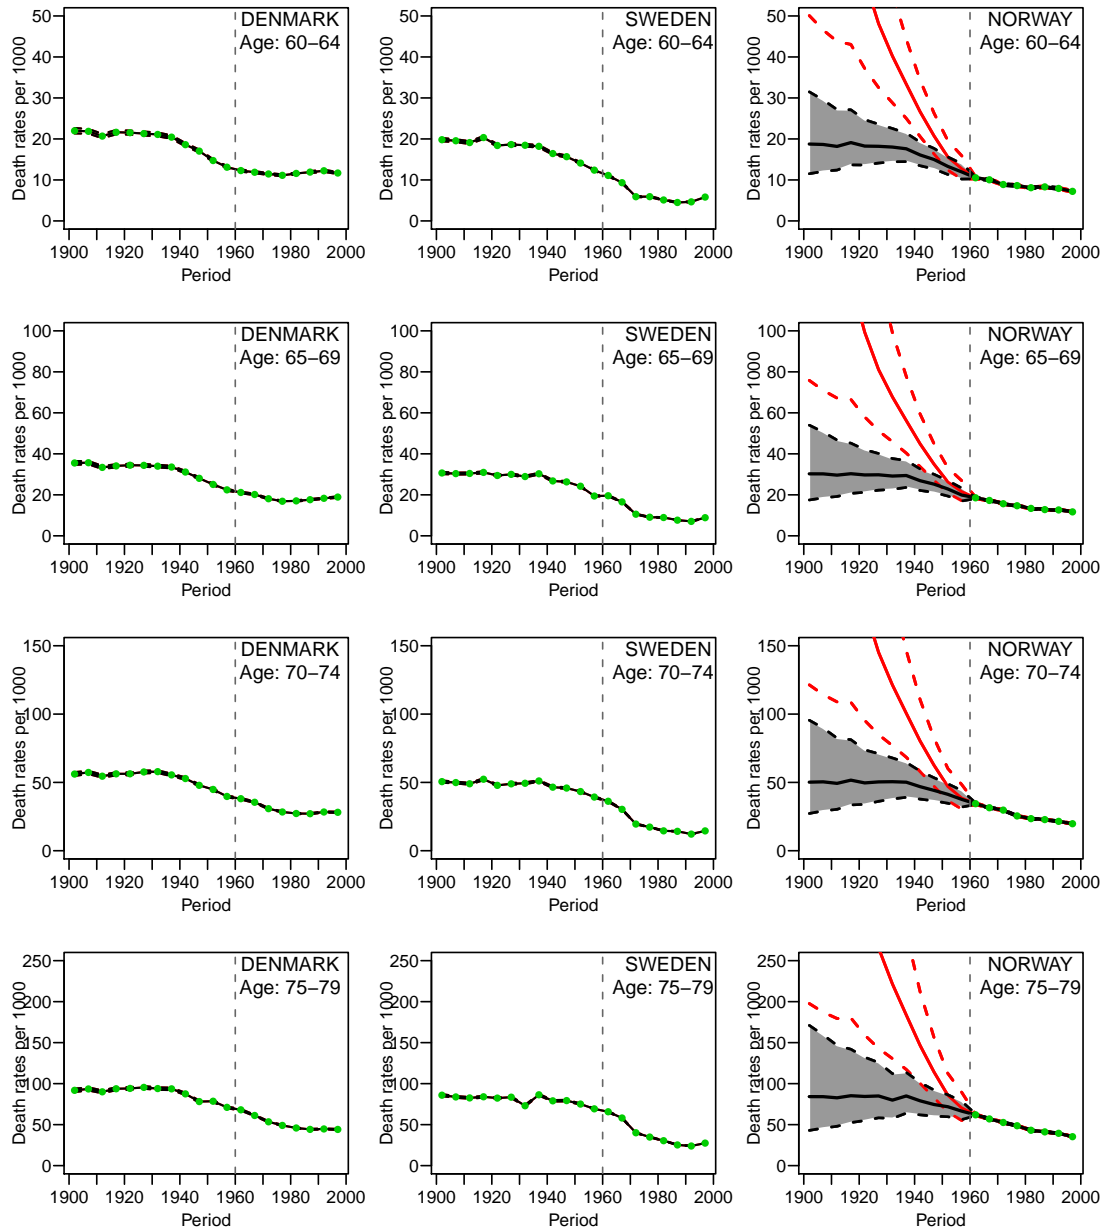 DENMARK
Age: 60−64
Death rates per 1000
50
40
30
20
10
0
1900 1920 1940 1960 1980 2000
Period
SWEDEN
Age: 60−64
Death rates per 1000
50
40
30
20
10
0
1900 1920 1940 1960 1980 2000
Period
NORWAY
Age: 60−64
Death rates per 1000
50
40
30
20
10
0
1900 1920 1940 1960 1980 2000
Period
DENMARK
Age: 65−69
Death rates per 1000
100
80
60
40
20
0
1900 1920 1940 1960 1980 2000
Period
SWEDEN
Age: 65−69
Death rates per 1000
100
80
60
40
20
0
1900 1920 1940 1960 1980 2000
Period
NORWAY
Age: 65−69
Death rates per 1000
100
80
60
40
20
0
1900 1920 1940 1960 1980 2000
Period
DENMARK
Age: 70−74
Death rates per 1000
150
100
50
0
1900 1920 1940 1960 1980 2000
Period
SWEDEN
Age: 70−74
Death rates per 1000
150
100
50
0
1900 1920 1940 1960 1980 2000
Period
NORWAY
Age: 70−74
Death rates per 1000
150
100
50
0
1900 1920 1940 1960 1980 2000
Period
DENMARK
Age: 75−79
Death rates per 1000
250
200
150
100
50
0
1900 1920 1940 1960 1980 2000
Period
SWEDEN
Age: 75−79
Death rates per 1000
250
200
150
100
50
0
1900 1920 1940 1960 1980 2000
Period
NORWAY
Age: 75−79
Death rates per 1000
250
200
150
100
50
0
1900 1920 1940 1960 1980 2000
Period